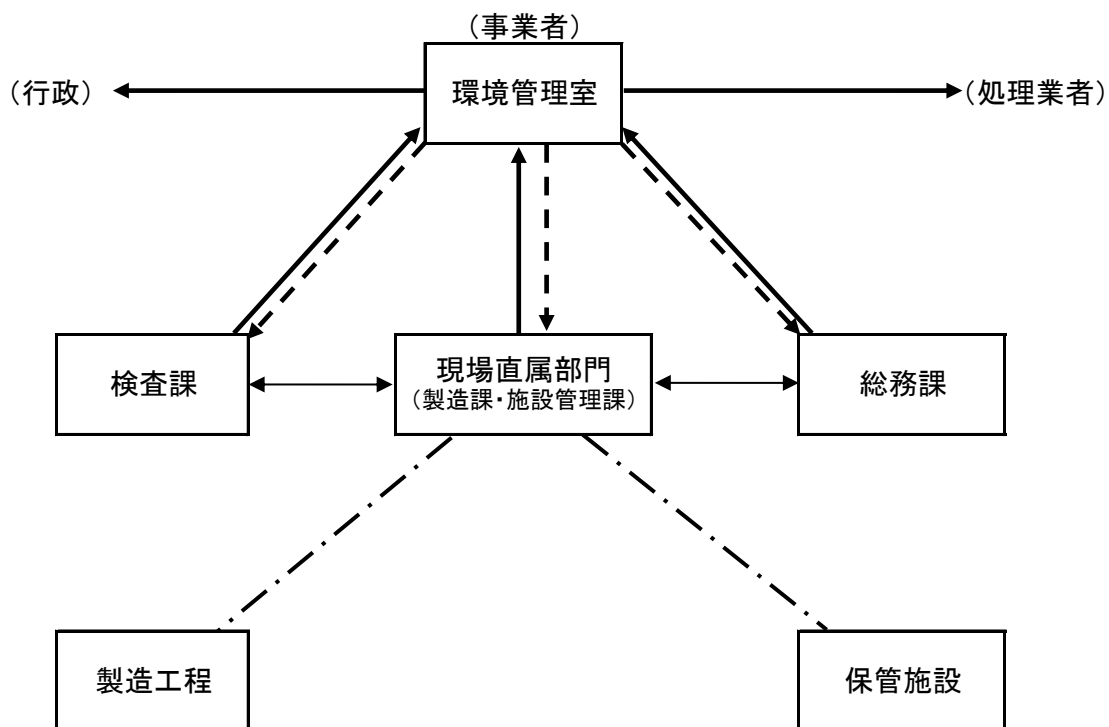 （事業者）
（行政）
環境管理室
（処理業者）
検査課
現場直属部門
（製造課・施設管理課）
総務課
製造工程
保管施設